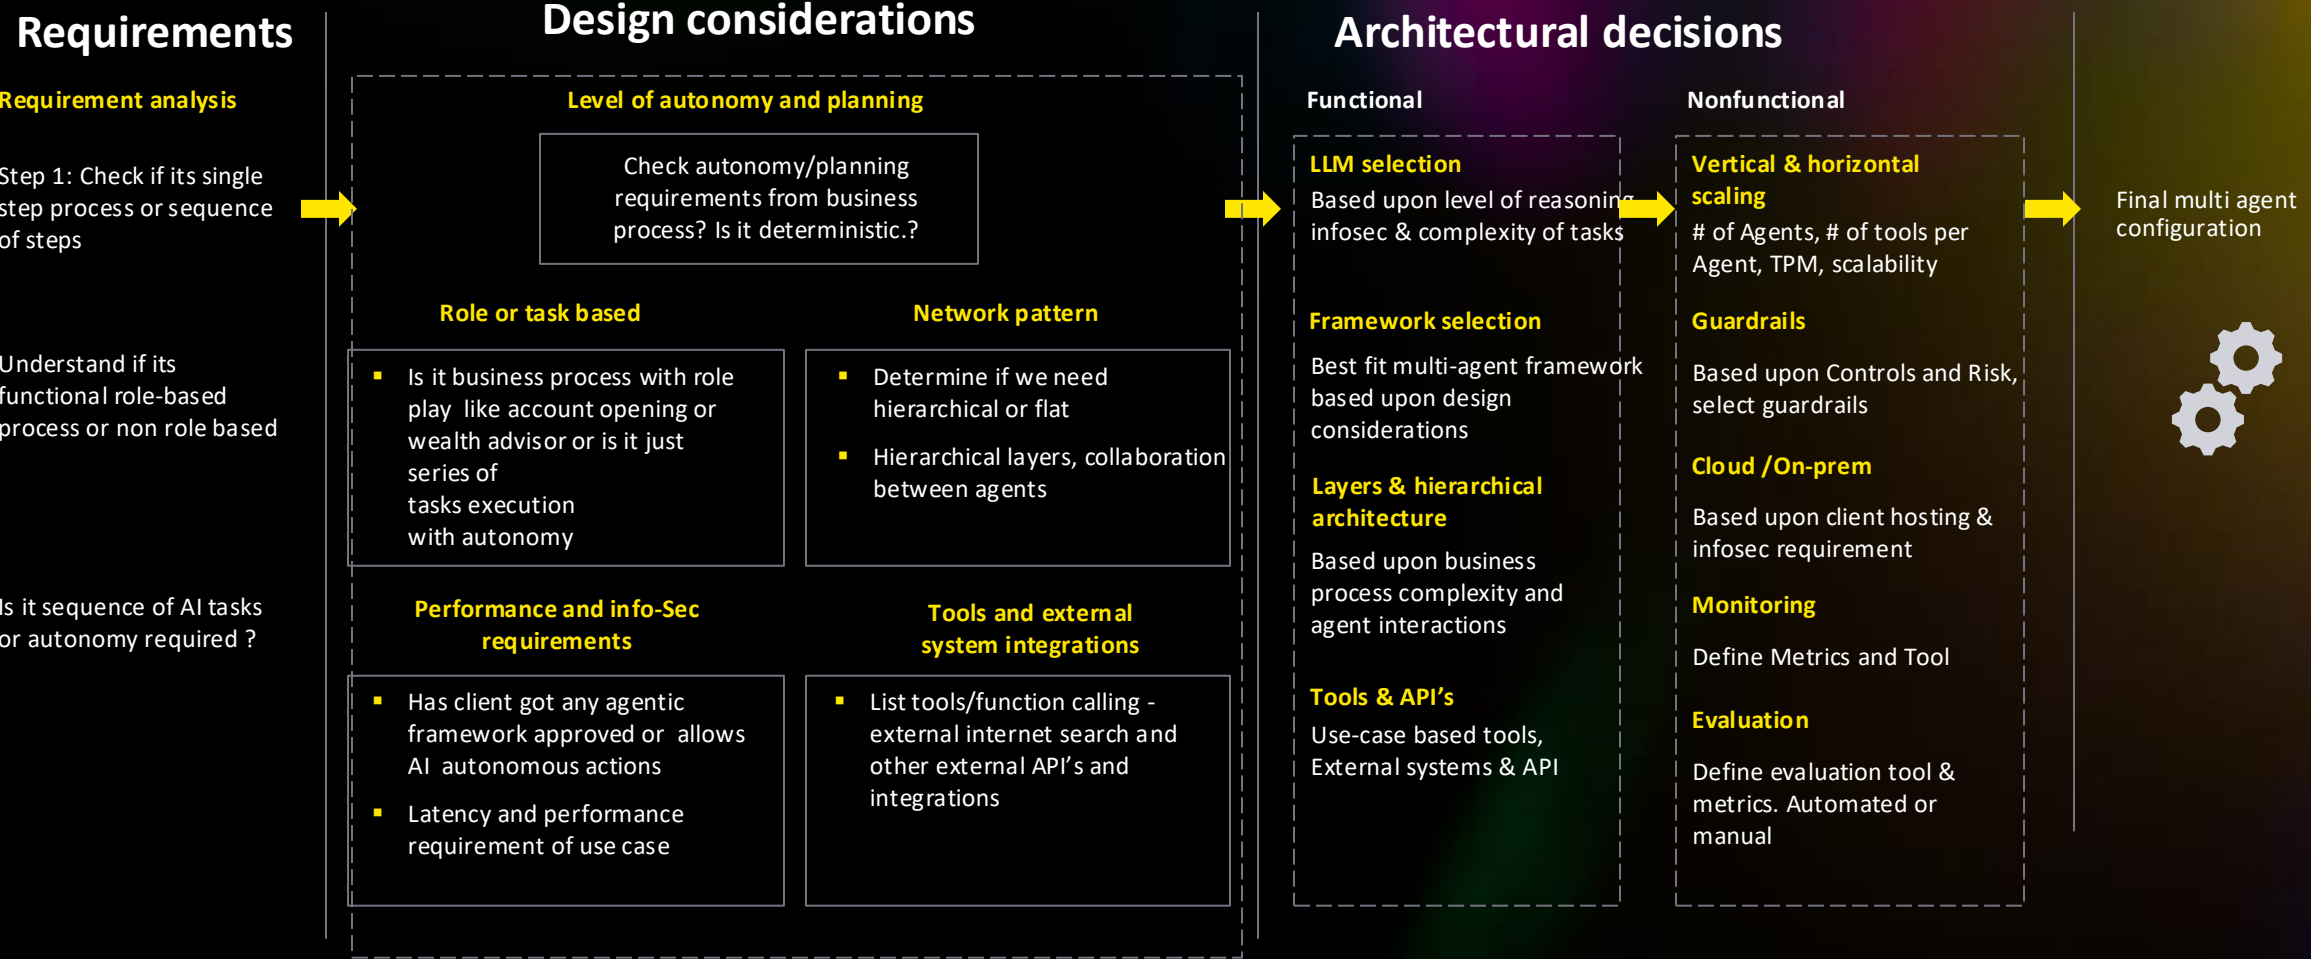 Requirements
Requirement analysis
Step 1: Check if its single
step process or sequence
of steps
Understand if its
functional role-based
process or non role based
Is it sequence of AI tasks
or autonomy required ?
Design considerations
Level of autonomy and planning
Check autonomy/planning
requirements from business
process? Is it deterministic.?
Role or task based
Is it business process with role
play like account opening or
wealth advisor or is it just
series of
tasks execution
with autonomy
Network pattern
Determine if we need
hierarchical or flat
Hierarchical layers, collaboration
between agents
Performance and info-Sec
requirements
Has client got any agentic
framework approved or allows
AI autonomous actions
Latency and performance
requirement of use case
Tools and external
system integrations
List tools/function calling -
external internet search and
other external API’s and
integrations
Architectural decisions
Functional
LLM selection
Based upon level of reasoning
infosec & complexity of tasks
Framework selection
Best fit multi-agent framework
based upon design
considerations
Layers & hierarchical
architecture
Based upon business
process complexity and
agent interactions
Tools & API’s
Use-case based tools,
External systems & API
Nonfunctional
Vertical & horizontal
scaling
# of Agents, # of tools per
Agent, TPM, scalability
Guardrails
Based upon Controls and Risk,
select guardrails
Cloud /On-prem
Based upon client hosting &
infosec requirement
Monitoring
Define Metrics and Tool
Evaluation
Define evaluation tool &
metrics. Automated or
manual
Final multi agent
configuration